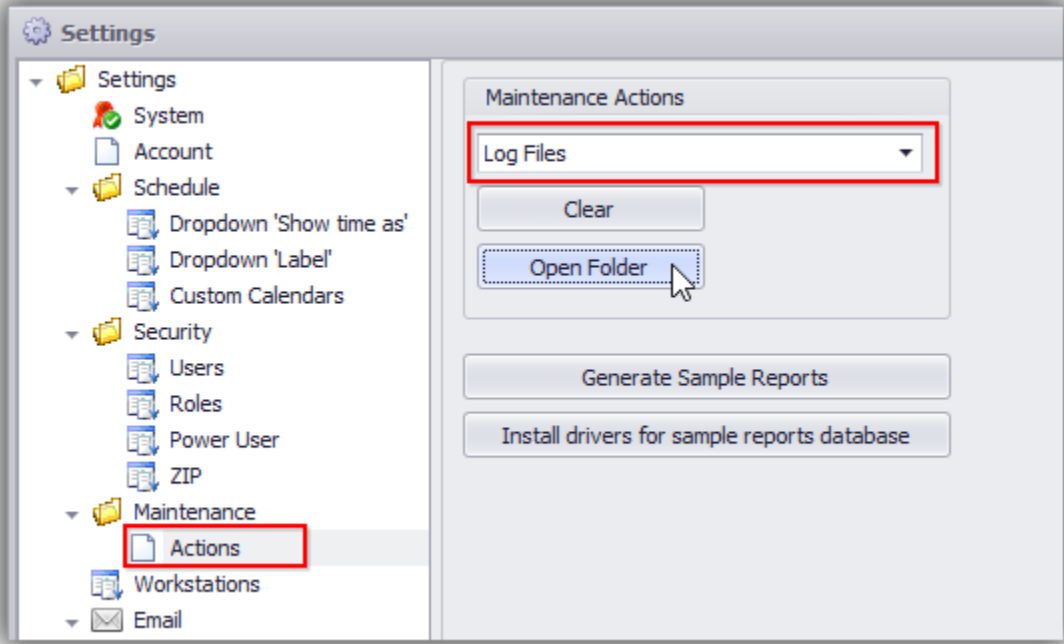 Settings
Settings
System
Account
Schedule
Dropdown 'Show time as'
Dropdown 'Label'
Custom Calendars
Security
Users
Roles
Power User
ZIP
Maintenance
Actions
Workstations
Email
Maintenance Actions
Log Files
Clear
Open Folder
Generate Sample Reports
Install drivers for sample reports database